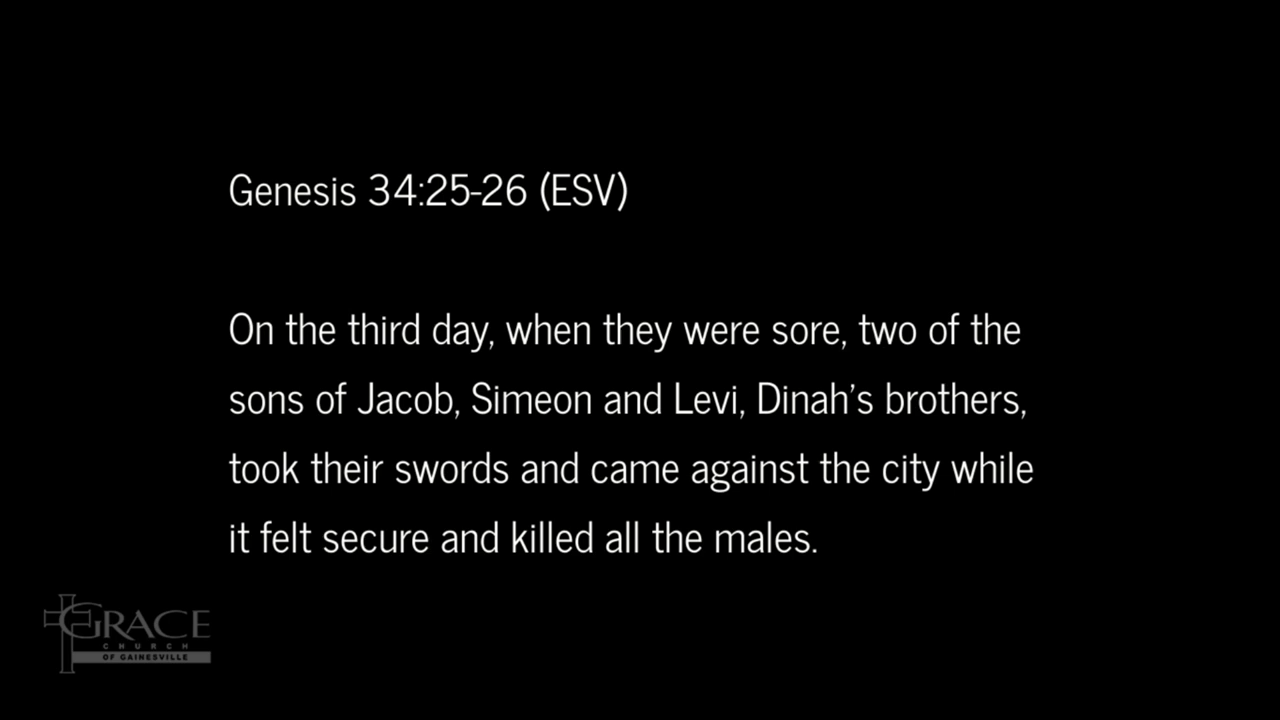 Genesis 34:25-26 (ESV)
On the third day, when they were sore, two of the
sons of Jacob, Simeon and Levi, Dinah’s brothers,
took their swords and came against the city while
it felt secure and killed all the males.
GRACE
CHURCH
OF GAINESVILLE